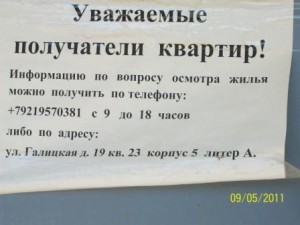 Уважаемые
получатели квартир!
Информацию по вопросу осмотра жилья
можно получить по телефону:
+79219570381 с 9 до 18 часов
либо по адресу:
ул. Галицкая д. 19 кв. 23 корпус 5 лидер А.
09/05/2011